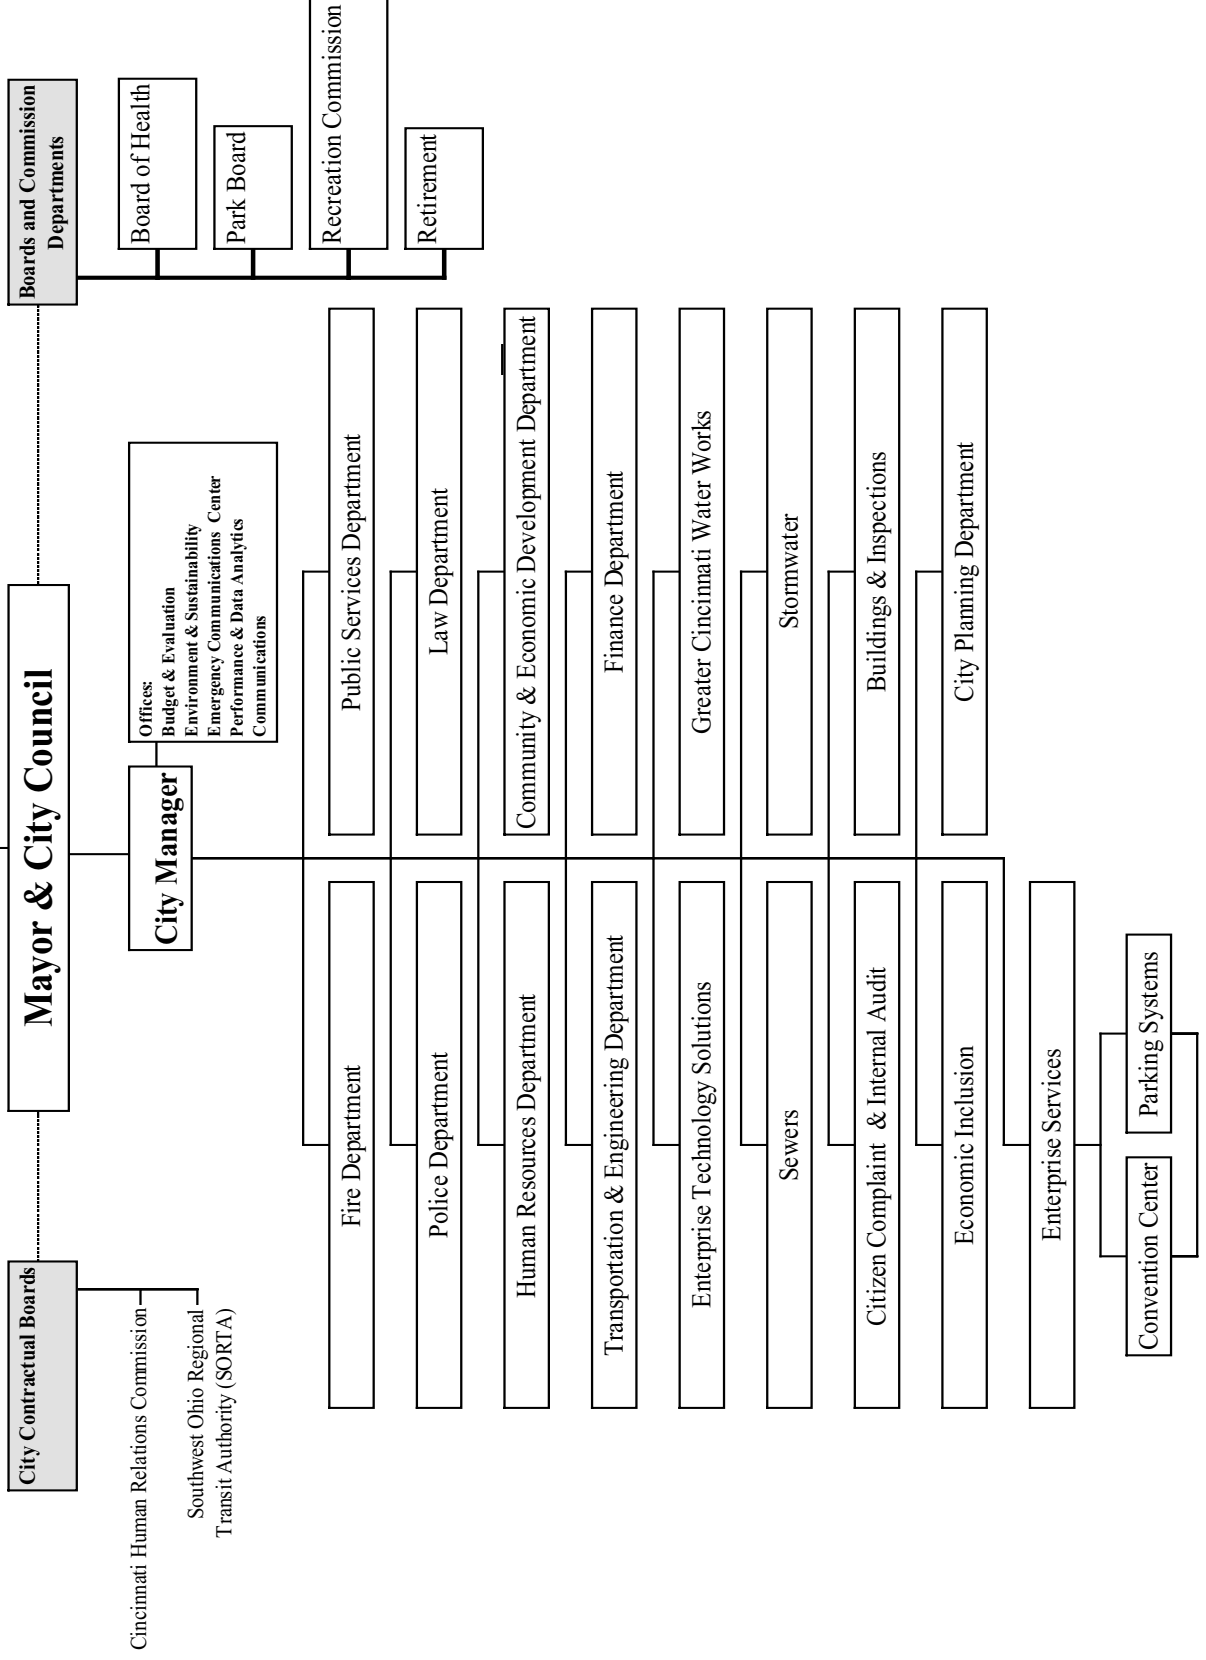 Mayor & City Council
City Contractual Boards
Cincinnati Human Relations Commission
Southwest Ohio Regional
Transit Authority (SORTA)
Boards and Commission
Departments
Board of Health
Park Board
Recreation Commission
Retirement
City Manager
Offices:
Budget & Evaluation
Environment & Sustainability
Emergency Communications Center
Performance & Data Analytics
Communications
Fire Department
Public Services Department
Police Department
Law Department
Human Resources Department
Community & Economic Development Department
Transportation & Engineering Department
Finance Department
Enterprise Technology Solutions
Greater Cincinnati Water Works
Sewers
Stormwater
Citizen Complaint & Internal Audit
Buildings & Inspections
Economic Inclusion
City Planning Department
Enterprise Services
Convention Center
Parking Systems